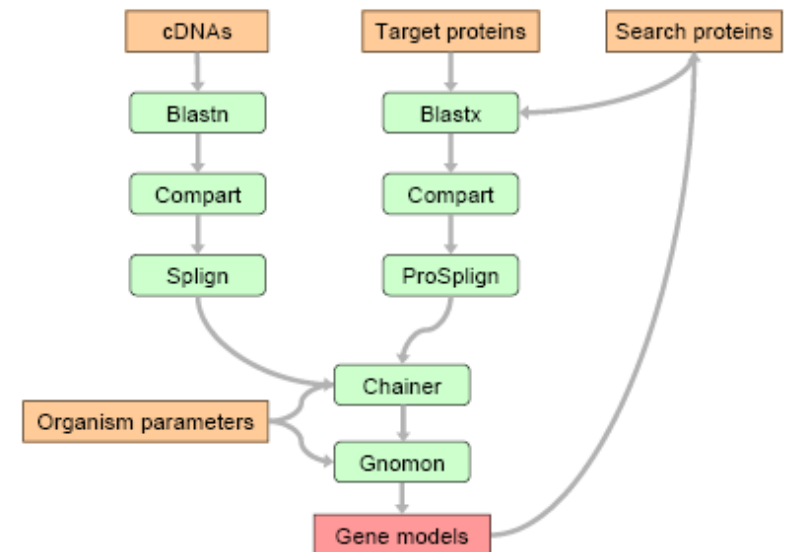 cDNAs
Target proteins
Search proteins
Blastn
Blastx
Compart
Compart
Splign
ProSplign
Chainer
Organism parameters
Gnomon
Gene models